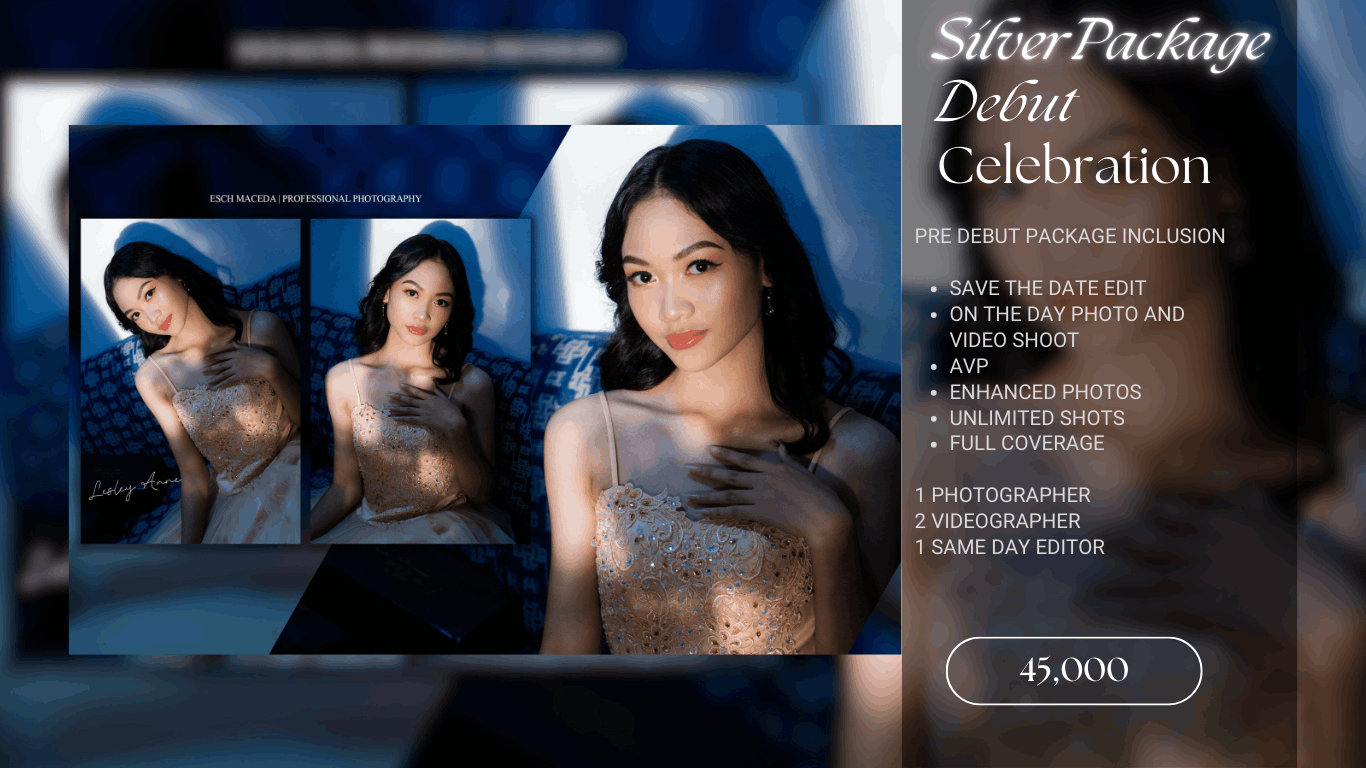 ESCH MACEDA | PROFESSIONAL PHOTOGRAPHY
Lesley Anne
Silver Package
Debut
Celebration
PRE DEBUT PACKAGE INCLUSION
• SAVE THE DATE EDIT
• ON THE DAY PHOTO AND
VIDEO SHOOT
• AVP
• ENHANCED PHOTOS
• UNLIMITED SHOTS
• FULL COVERAGE
1 PHOTOGRAPHER
2 VIDEOGRAPHER
1 SAME DAY EDITOR
45,000